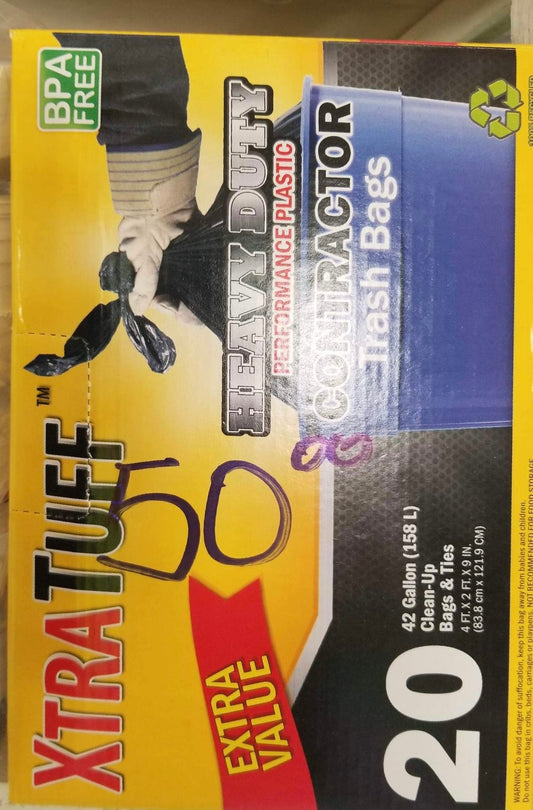 XTRATUFF™
BPA
FREE
50
HEAVY DUTY
PERFORMANCE PLASTIC
CONTRACTOR
Trash Bags
EXTRA
VALUE
20
42 Gallon (158 L)
Clean-Up
Bags & Ties
4 FT. X 2 FT. X 9 IN.
(83.8 cm x 121.9 CM)
WARNING: To avoid danger of suffocation, keep this bag away from babies and children.
Do not use this bag in cribs, beds, carriages or playpens. NOT RECOMMENDED FOR FOOD STORAGE.